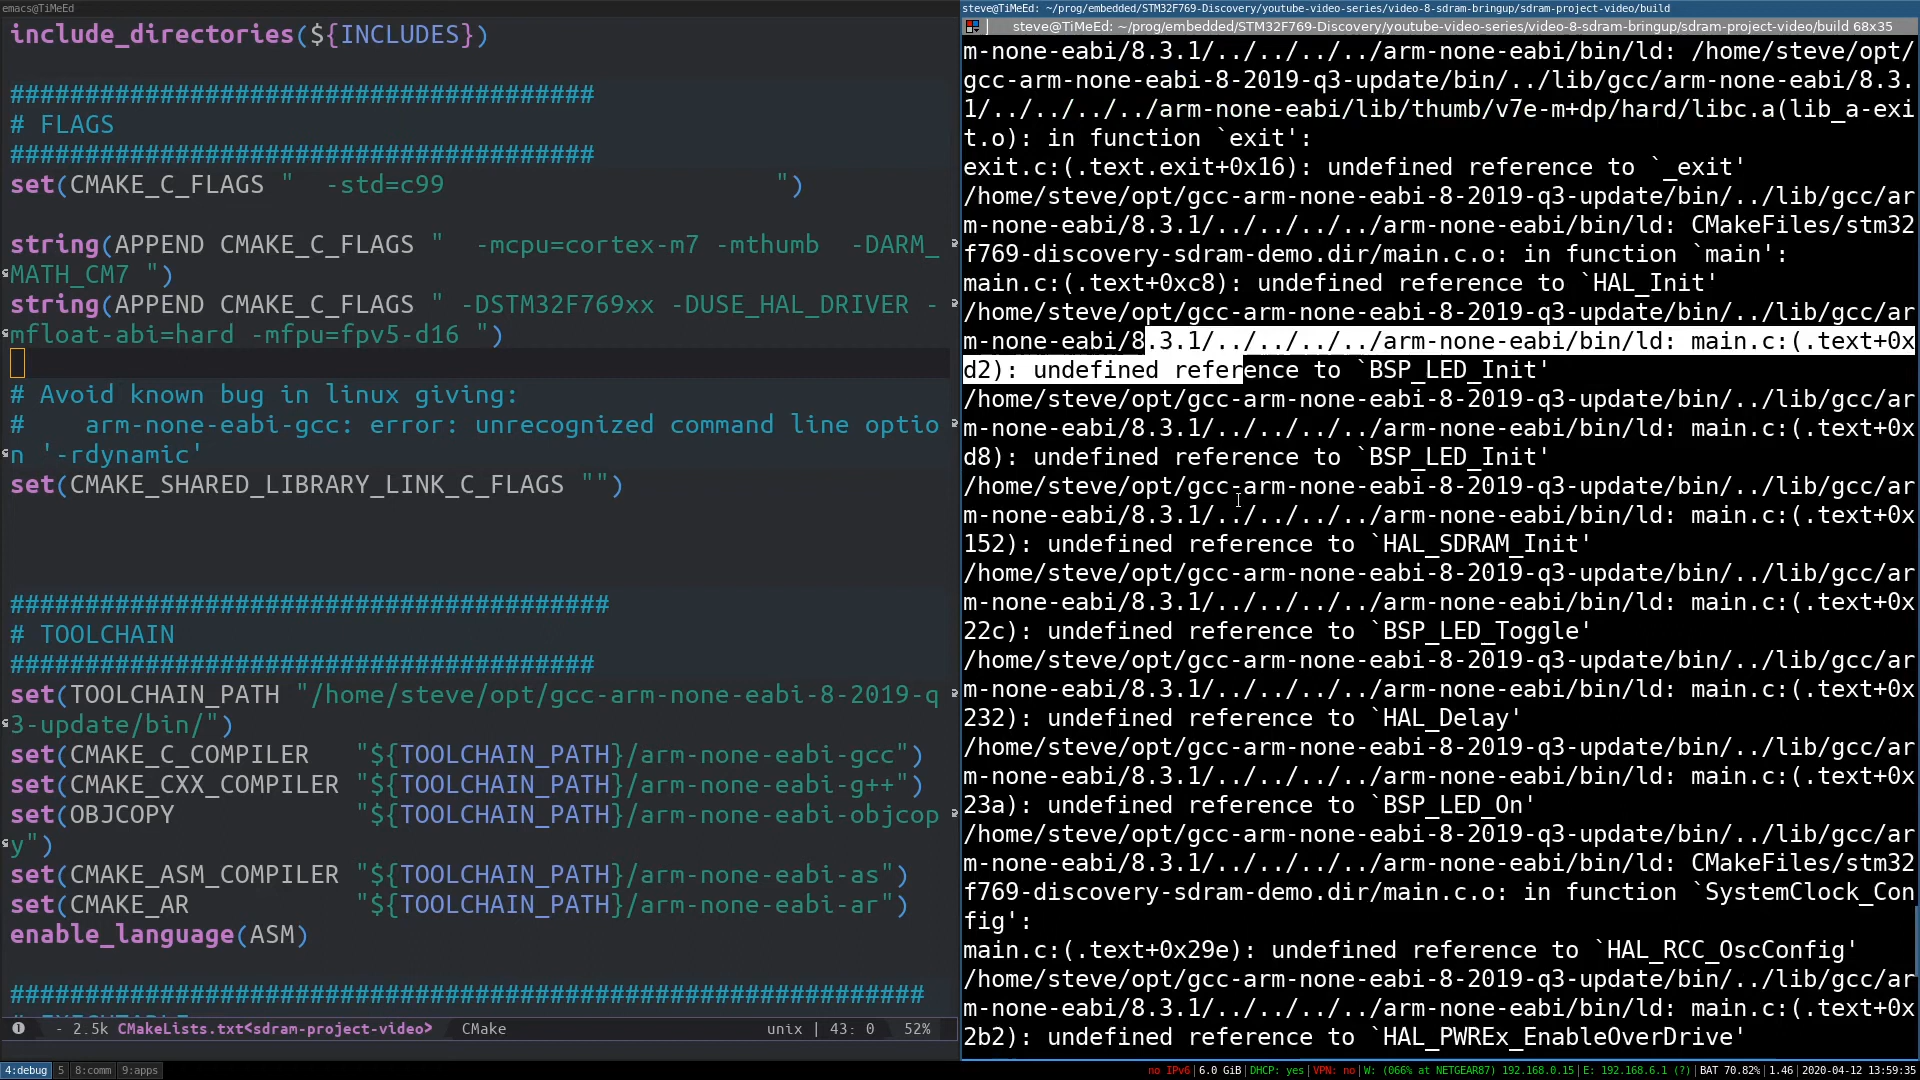 emacs@TiMeEd
include_directories(${INCLUDES})
#######################################
# FLAGS
#######################################
set(CMAKE_C_FLAGS "  -std=c99                      ")
string(APPEND CMAKE_C_FLAGS "  -mcpu=cortex-m7 -mthumb  -DARM_
MATH_CM7 ")
string(APPEND CMAKE_C_FLAGS " -DSTM32F769xx -DUSE_HAL_DRIVER -
mfloat-abi=hard -mfpu=fpv5-d16 ")
# Avoid known bug in linux giving:
#    arm-none-eabi-gcc: error: unrecognized command line optio
n '-rdynamic'
set(CMAKE_SHARED_LIBRARY_LINK_C_FLAGS "")
########################################
# TOOLCHAIN
#######################################
set(TOOLCHAIN_PATH "/home/steve/opt/gcc-arm-none-eabi-8-2019-q
3-update/bin/")
set(CMAKE_C_COMPILER   "${TOOLCHAIN_PATH}/arm-none-eabi-gcc")
set(CMAKE_CXX_COMPILER "${TOOLCHAIN_PATH}/arm-none-eabi-g++")
set(OBJCOPY            "${TOOLCHAIN_PATH}/arm-none-eabi-objcop
y")
set(CMAKE_ASM_COMPILER "${TOOLCHAIN_PATH}/arm-none-eabi-as")
set(CMAKE_AR           "${TOOLCHAIN_PATH}/arm-none-eabi-ar")
enable_language(ASM)
#############################################################
- 2.5k CMakeLists.txt<sdram-project-video>  CMake  unix | 43: 0  52%
steve@TiMeEd: ~/prog/embedded/STM32F769-Discovery/youtube-video-series/video-8-sdram-bringup/sdram-project-video/build
steve@TiMeEd: ~/prog/embedded/STM32F769-Discovery/youtube-video-series/video-8-sdram-bringup/sdram-project-video/build 68x35
m-none-eabi/8.3.1/../../../../arm-none-eabi/bin/ld: /home/steve/opt/
gcc-arm-none-eabi-8-2019-q3-update/bin/../lib/gcc/arm-none-eabi/8.3.
1/../../../../arm-none-eabi/lib/thumb/v7e-m+dp/hard/libc.a(lib_a-exi
t.o): in function `exit':
exit.c:(.text.exit+0x16): undefined reference to `_exit'
/home/steve/opt/gcc-arm-none-eabi-8-2019-q3-update/bin/../lib/gcc/ar
m-none-eabi/8.3.1/../../../../arm-none-eabi/bin/ld: CMakeFiles/stm32
f769-discovery-sdram-demo.dir/main.c.o: in function `main':
main.c:(.text+0xc8): undefined reference to `HAL_Init'
/home/steve/opt/gcc-arm-none-eabi-8-2019-q3-update/bin/../lib/gcc/ar
m-none-eabi/8.3.1/../../../../arm-none-eabi/bin/ld: main.c:(.text+0x
d2): undefined reference to `BSP_LED_Init'
/home/steve/opt/gcc-arm-none-eabi-8-2019-q3-update/bin/../lib/gcc/ar
m-none-eabi/8.3.1/../../../../arm-none-eabi/bin/ld: main.c:(.text+0x
d8): undefined reference to `BSP_LED_Init'
/home/steve/opt/gcc-arm-none-eabi-8-2019-q3-update/bin/../lib/gcc/ar
m-none-eabi/8.3.1/../../../../arm-none-eabi/bin/ld: main.c:(.text+0x
152): undefined reference to `HAL_SDRAM_Init'
/home/steve/opt/gcc-arm-none-eabi-8-2019-q3-update/bin/../lib/gcc/ar
m-none-eabi/8.3.1/../../../../arm-none-eabi/bin/ld: main.c:(.text+0x
22c): undefined reference to `BSP_LED_Toggle'
/home/steve/opt/gcc-arm-none-eabi-8-2019-q3-update/bin/../lib/gcc/ar
m-none-eabi/8.3.1/../../../../arm-none-eabi/bin/ld: main.c:(.text+0x
232): undefined reference to `HAL_Delay'
/home/steve/opt/gcc-arm-none-eabi-8-2019-q3-update/bin/../lib/gcc/ar
m-none-eabi/8.3.1/../../../../arm-none-eabi/bin/ld: main.c:(.text+0x
23a): undefined reference to `BSP_LED_On'
/home/steve/opt/gcc-arm-none-eabi-8-2019-q3-update/bin/../lib/gcc/ar
m-none-eabi/8.3.1/../../../../arm-none-eabi/bin/ld: CMakeFiles/stm32
f769-discovery-sdram-demo.dir/main.c.o: in function `SystemClock_Con
fig':
main.c:(.text+0x29e): undefined reference to `HAL_RCC_OscConfig'
/home/steve/opt/gcc-arm-none-eabi-8-2019-q3-update/bin/../lib/gcc/ar
m-none-eabi/8.3.1/../../../../arm-none-eabi/bin/ld: main.c:(.text+0x
2b2): undefined reference to `HAL_PWREx_EnableOverDrive'
4:debug 5 8:comm 9:apps
no IPv6|6.0 GiB|DHCP: yes|VPN: no|W: (066% at NETGEAR87) 192.168.0.15|E: 192.168.6.1 (?)|BAT 70.82%|1.46|2020-04-12 13:59:35